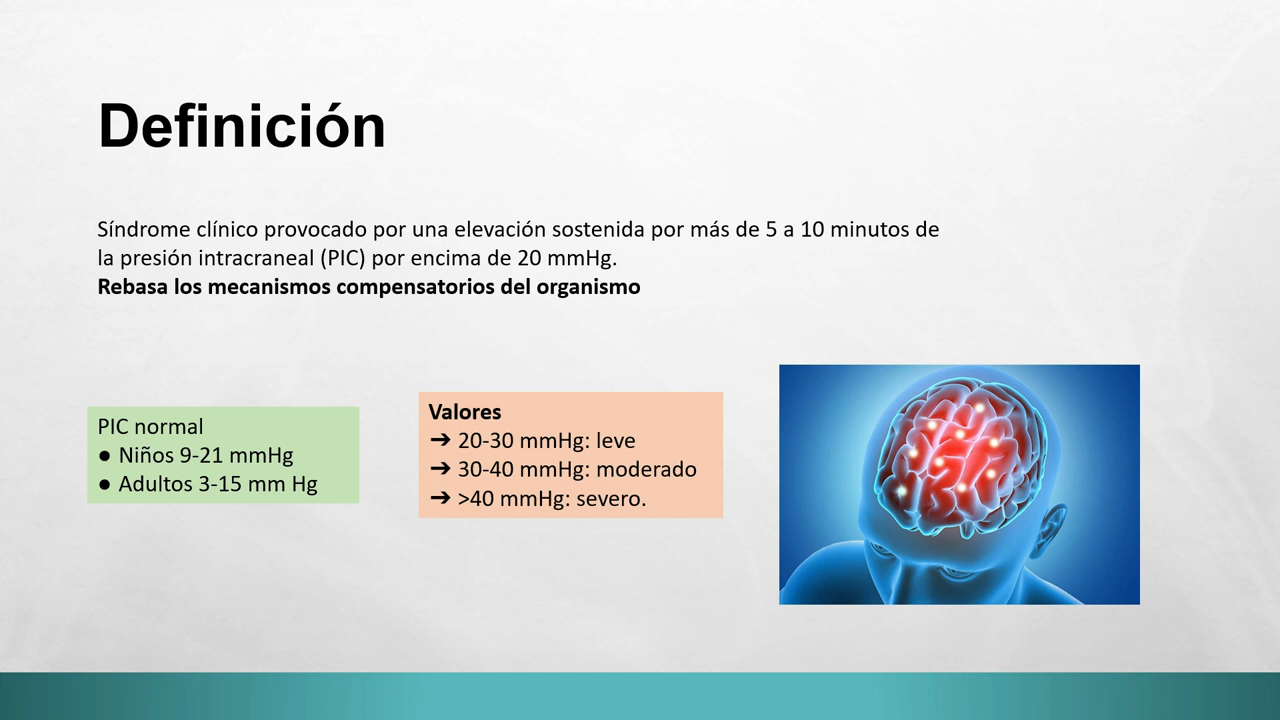 Definición
Síndrome clínico provocado por una elevación sostenida por más de 5 a 10 minutos de
la presión intracraneal (PIC) por encima de 20 mmHg.
Rebasa los mecanismos compensatorios del organismo
PIC normal
● Niños 9-21 mmHg
● Adultos 3-15 mm Hg
Valores
➔ 20-30 mmHg: leve
➔ 30-40 mmHg: moderado
➔ >40 mmHg: severo.